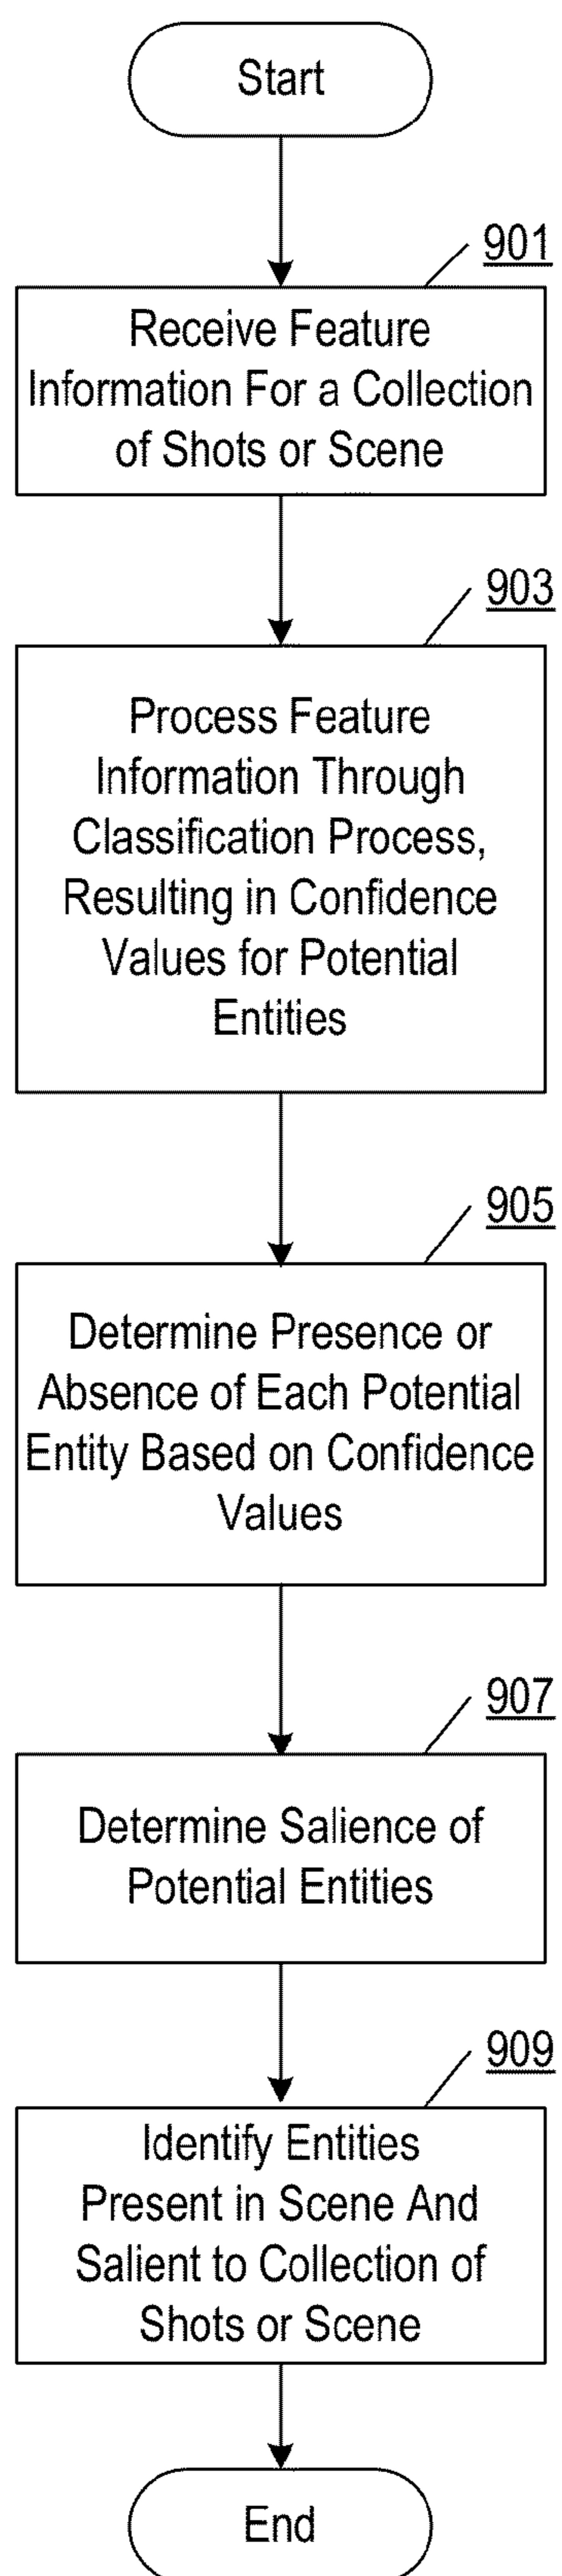 Start
901
Receive Feature
Information For a Collection
of Shots or Scene
903
Process Feature
Information Through
Classification Process,
Resulting in Confidence
Values for Potential
Entities
905
Determine Presence or
Absence of Each Potential
Entity Based on Confidence
Values
907
Determine Salience of
Potential Entities
909
Identify Entities
Present in Scene And
Salient to Collection of
Shots or Scene
End